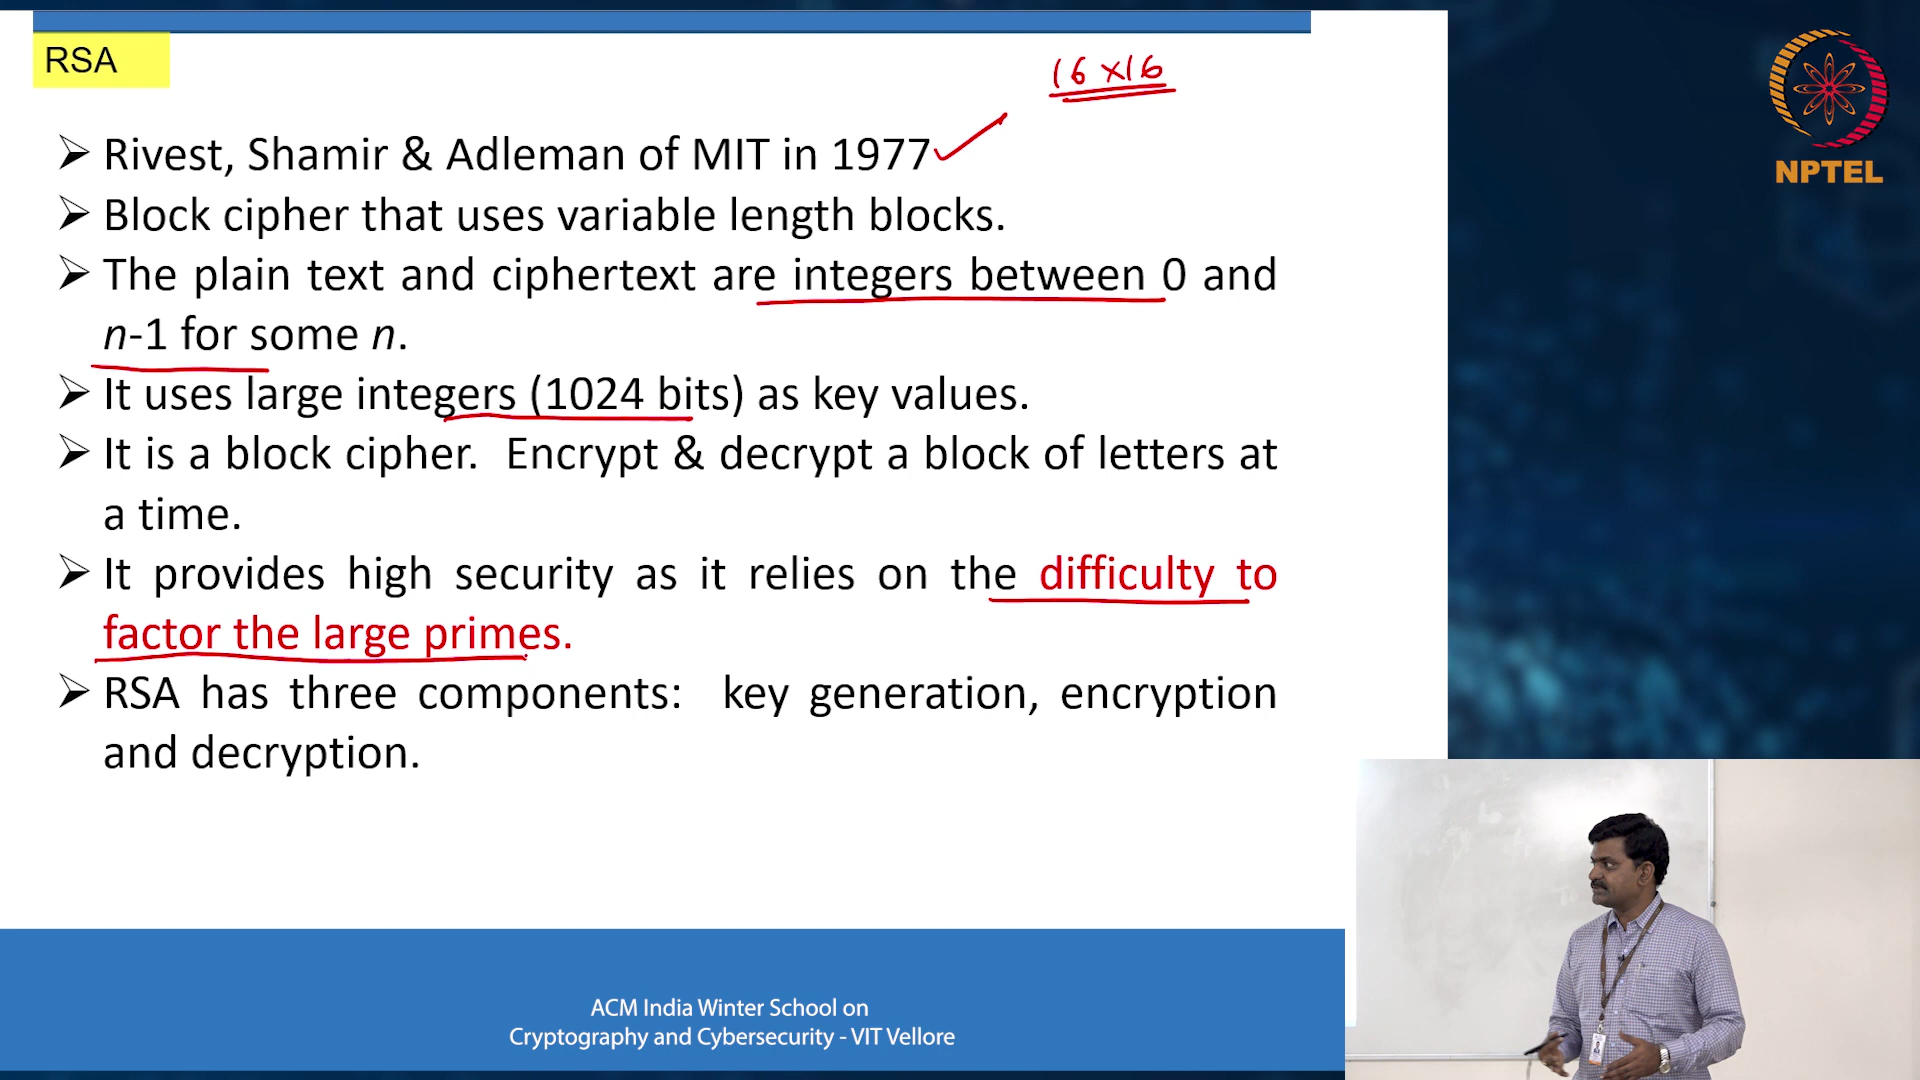 RSA
16 x16
NPTEL
➢ Rivest, Shamir & Adleman of MIT in 1977
➢ Block cipher that uses variable length blocks.
➢ The plain text and ciphertext are integers between 0 and
n-1 for some n.
➢ It uses large integers (1024 bits) as key values.
➢ It is a block cipher. Encrypt & decrypt a block of letters at
a time.
➢ It provides high security as it relies on the difficulty to
factor the large primes.
➢ RSA has three components: key generation, encryption
and decryption.
ACM India Winter School on
Cryptography and Cybersecurity - VIT Vellore